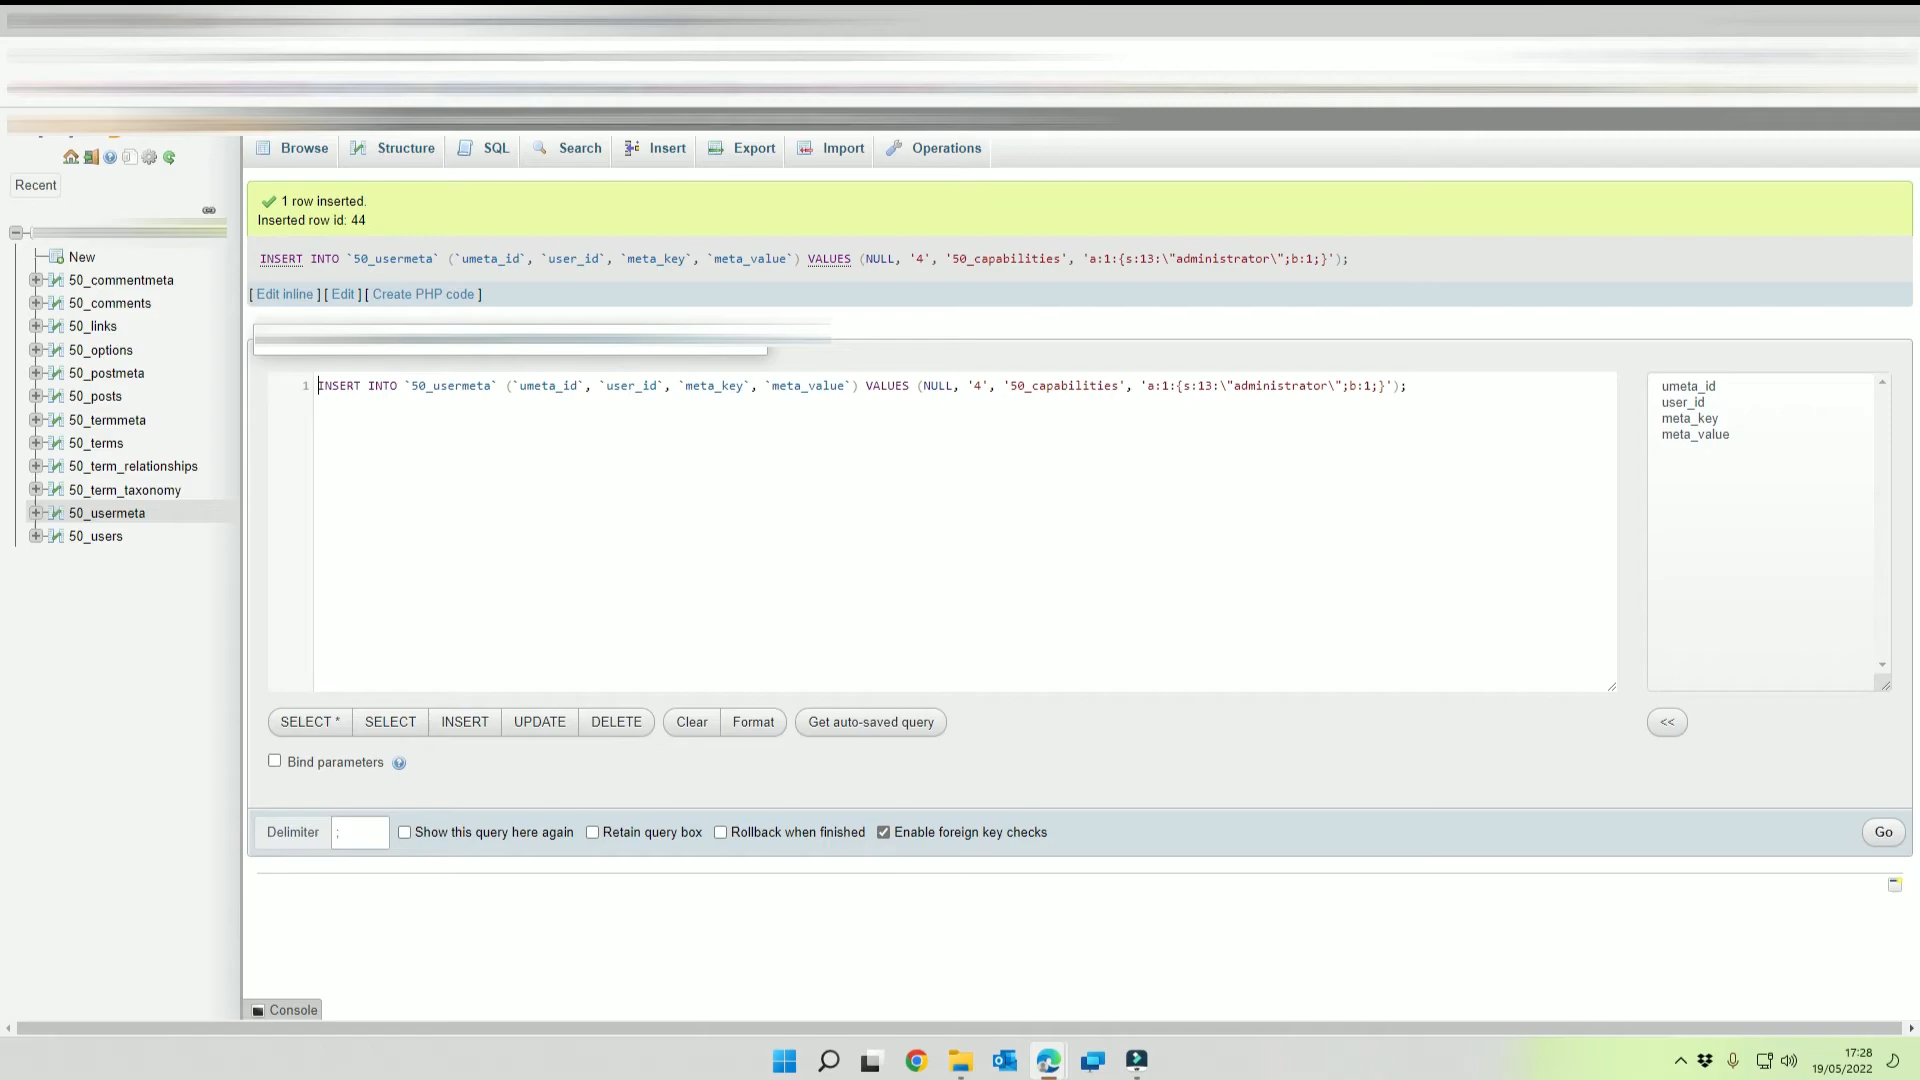 Browse Structure SQL Search Insert Export Import Operations
Recent
New
50_commentmeta
50_comments
50_links
50_options
50_postmeta
50_posts
50_termmeta
50_terms
50_term_relationships
50_term_taxonomy
50_usermeta
50_users
1 row inserted.
Inserted row id: 44
INSERT INTO `50_usermeta` (`umeta_id`, `user_id`, `meta_key`, `meta_value`) VALUES (NULL, '4', '50_capabilities', 'a:1:{s:13:\"administrator\";b:1;}');
[ Edit inline ] [ Edit ] [ Create PHP code ]
1 INSERT INTO `50_usermeta` (`umeta_id`, `user_id`, `meta_key`, `meta_value`) VALUES (NULL, '4', '50_capabilities', 'a:1:{s:13:\"administrator\";b:1;}');
umeta_id
user_id
meta_key
meta_value
SELECT * SELECT INSERT UPDATE DELETE Clear Format Get auto-saved query <<
Bind parameters
Delimiter ; Show this query here again Retain query box Rollback when finished Enable foreign key checks Go
Console
17:28
19/05/2022